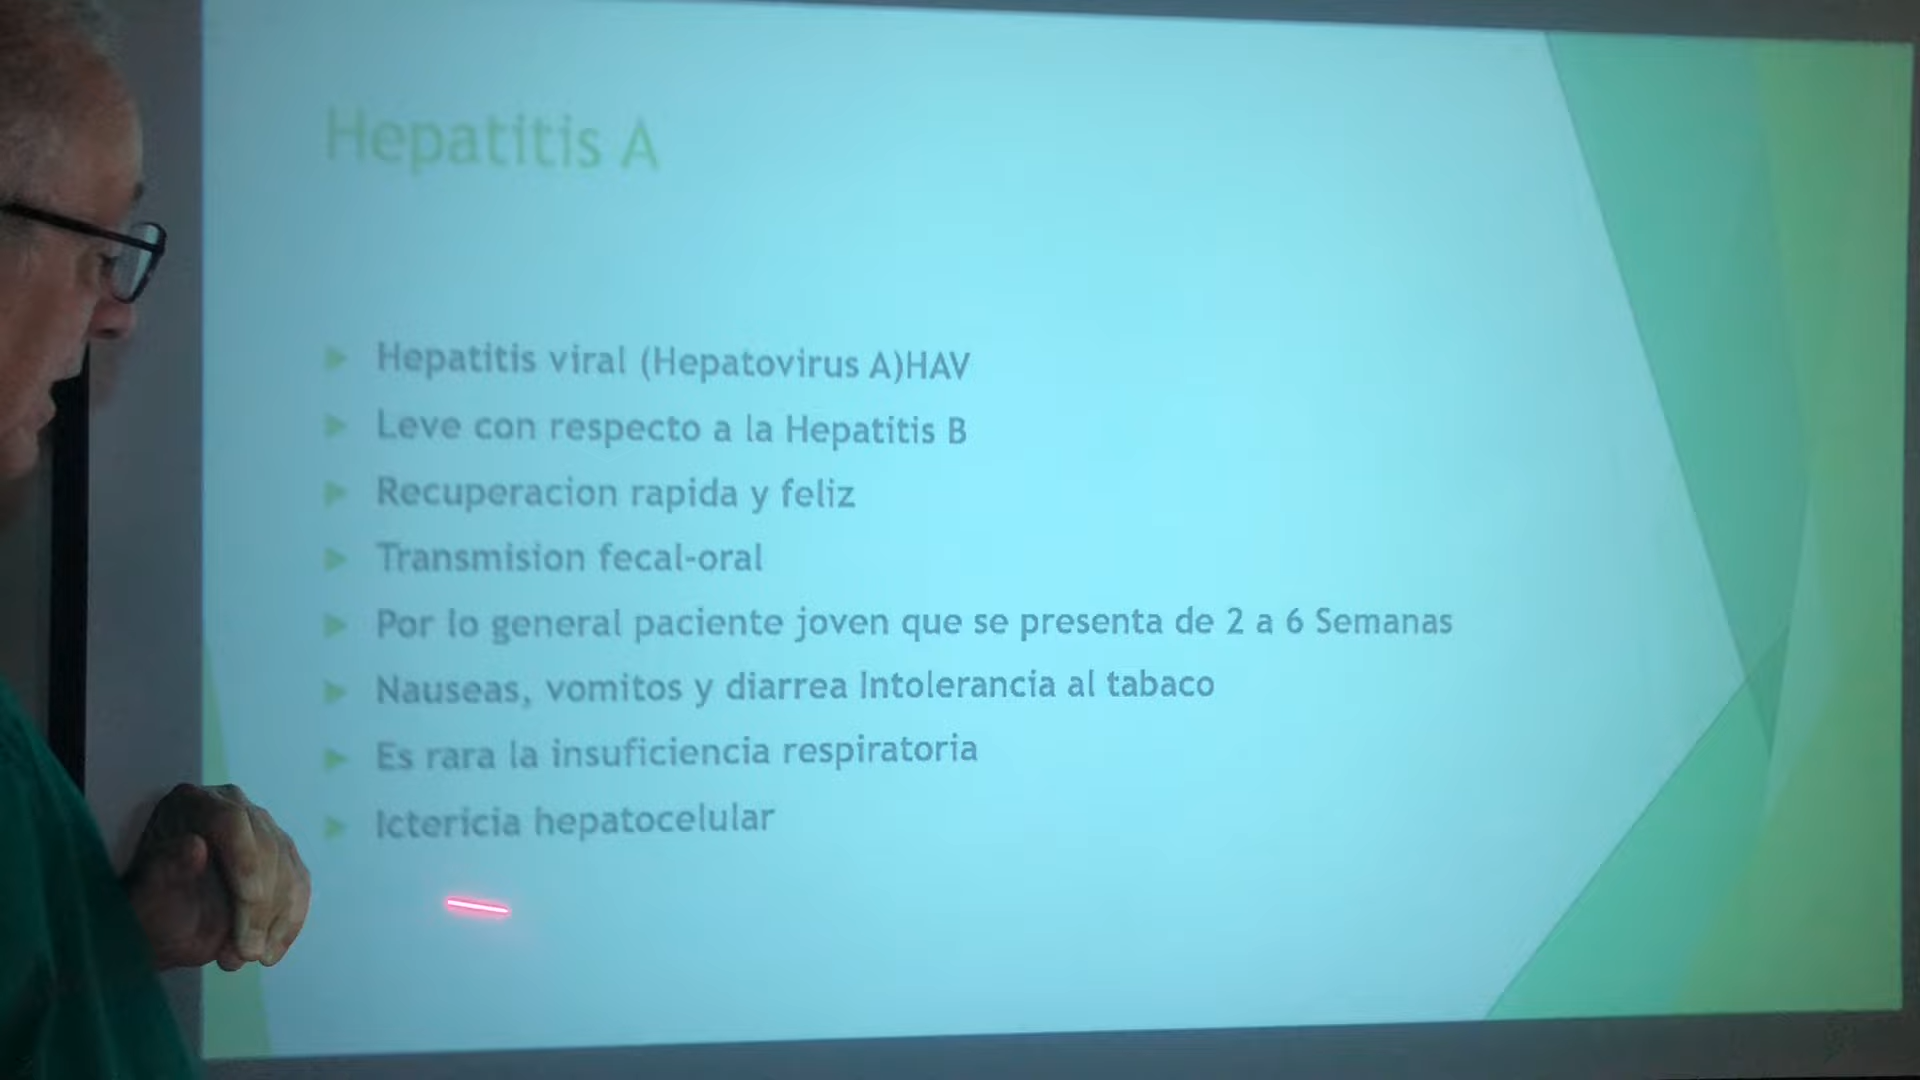 Hepatitis A
Hepatitis viral (Hepatovirus A)HAV
Leve con respecto a la Hepatitis B
Recuperacion rapida y feliz
Transmision fecal-oral
Por lo general paciente joven que se presenta de 2 a 6 Semanas
Nauseas, vomitos y diarrea Intolerancia al tabaco
Es rara la insuficiencia respiratoria
Ictericia hepatocelular